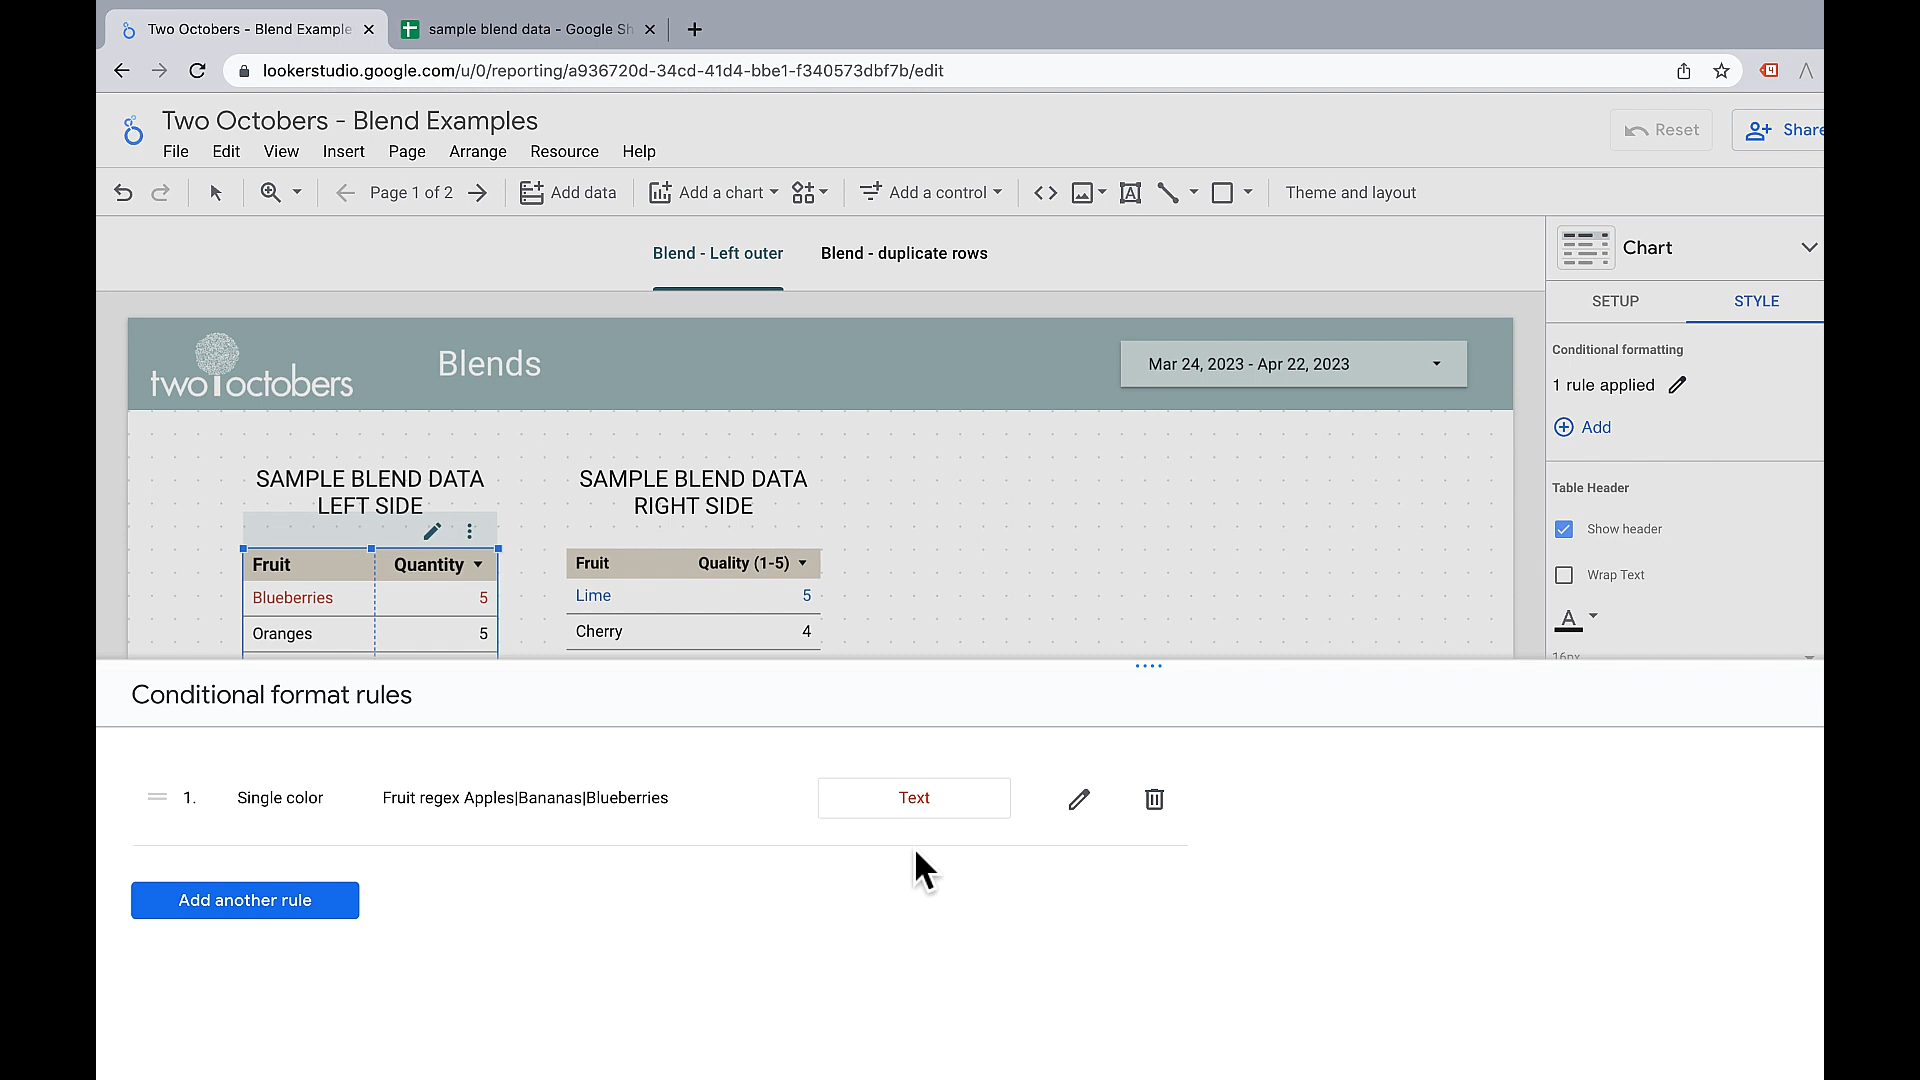 Two Octobers - Blend Example
sample blend data - Google Sh
lookerstudio.google.com/u/0/reporting/a936720d-34cd-41d4-bbe1-f340573dbf7b/edit
4
Two Octobers - Blend Examples
Reset
Share
File Edit View Insert Page Arrange Resource Help
Page 1 of 2 Add data Add a chart Add a control Theme and layout
Blend - Left outer Blend - duplicate rows
Chart
SETUP STYLE
two octobers
Blends
Mar 24, 2023 - Apr 22, 2023
Conditional formatting
1 rule applied
Add
SAMPLE BLEND DATA
LEFT SIDE
SAMPLE BLEND DATA
RIGHT SIDE
Table Header
Show header
Wrap Text
A
16px
Fruit Quantity
Blueberries 5
Oranges 5
Fruit Quality (1-5)
Lime 5
Cherry 4
Conditional format rules
1. Single color Fruit regex Apples|Bananas|Blueberries Text
Add another rule